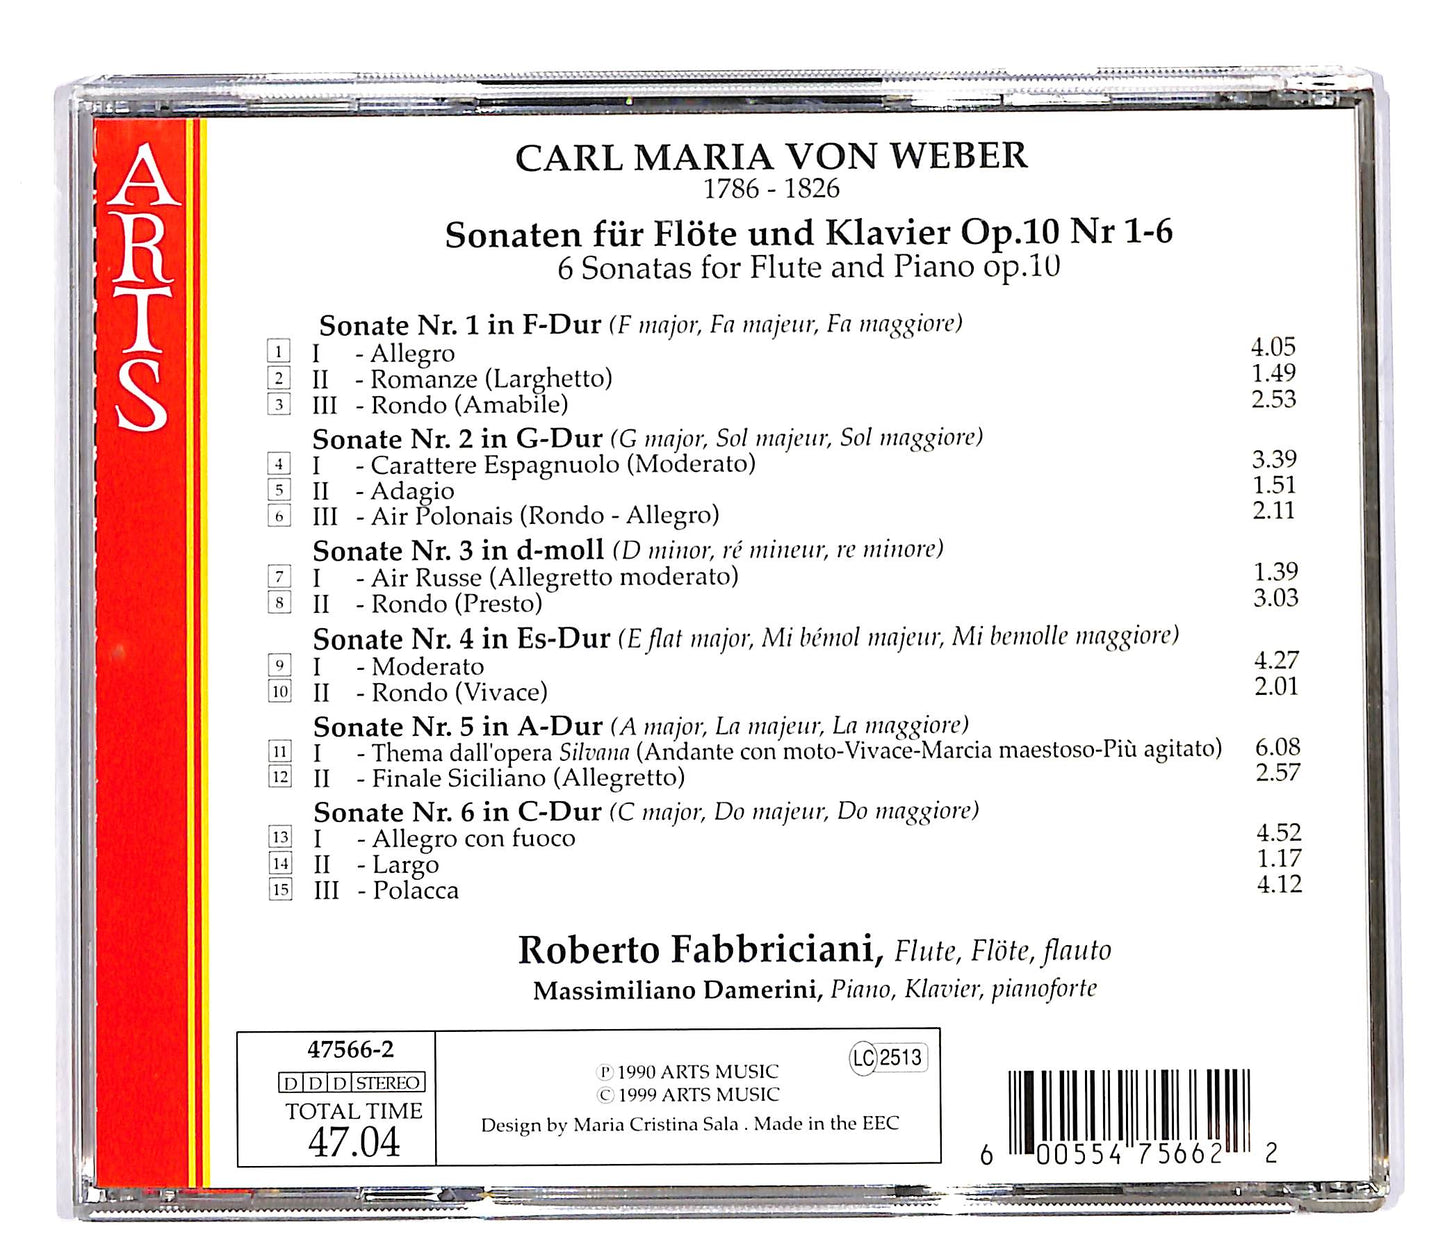 ARTS
CARL MARIA VON WEBER
1786 - 1826
Sonaten für Flöte und Klavier Op.10 Nr 1-6
6 Sonatas for Flute and Piano op.10
Sonate Nr. 1 in F-Dur (F major, Fa majeur, Fa maggiore)
1 I - Allegro 4.05
2 II - Romanze (Larghetto) 1.49
3 III - Rondo (Amabile) 2.53
Sonate Nr. 2 in G-Dur (G major, Sol majeur, Sol maggiore)
4 I - Carattere Espagnuolo (Moderato) 3.39
5 II - Adagio 1.51
6 III - Air Polonais (Rondo - Allegro) 2.11
Sonate Nr. 3 in d-moll (D minor, ré mineur, re minore)
7 I - Air Russe (Allegretto moderato) 1.39
8 II - Rondo (Presto) 3.03
Sonate Nr. 4 in Es-Dur (E flat major, Mi bémol majeur, Mi bemolle maggiore)
9 I - Moderato 4.27
10 II - Rondo (Vivace) 2.01
Sonate Nr. 5 in A-Dur (A major, La majeur, La maggiore)
11 I - Thema dall'opera Silvana (Andante con moto-Vivace-Marcia maestoso-Più agitato) 6.08
12 II - Finale Siciliano (Allegretto) 2.57
Sonate Nr. 6 in C-Dur (C major, Do majeur, Do maggiore)
13 I - Allegro con fuoco 4.52
14 II - Largo 1.17
15 III - Polacca 4.12
Roberto Fabbriciani, Flute, Flöte, flauto
Massimiliano Damerini, Piano, Klavier, pianoforte
47566-2
D D D STEREO
TOTAL TIME
47.04
℗ 1990 ARTS MUSIC
© 1999 ARTS MUSIC
Design by Maria Cristina Sala . Made in the EEC
LC 2513
6 00554 75662 2